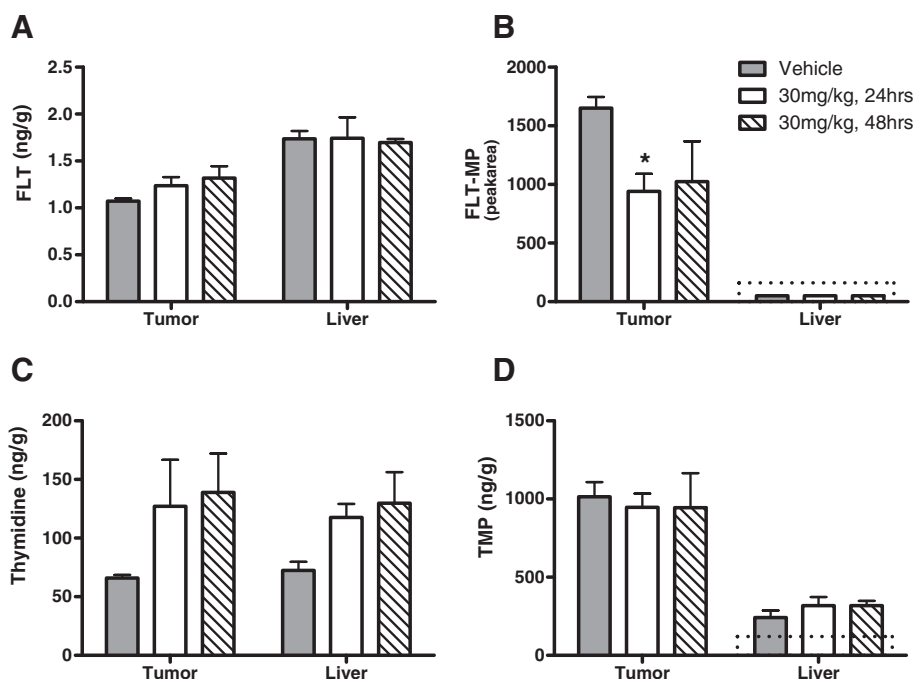 A
FLT (ng/g)
2.5
2.0
1.5
1.0
0.5
0.0
Tumor
Liver
B
FLT-MP
(peakarea)
2000
1500
1000
500
0
*
Tumor
Liver
Vehicle
30mg/kg, 24hrs
30mg/kg, 48hrs
C
Thymidine (ng/g)
200
150
100
50
0
Tumor
Liver
D
TMP (ng/g)
1500
1000
500
0
Tumor
Liver